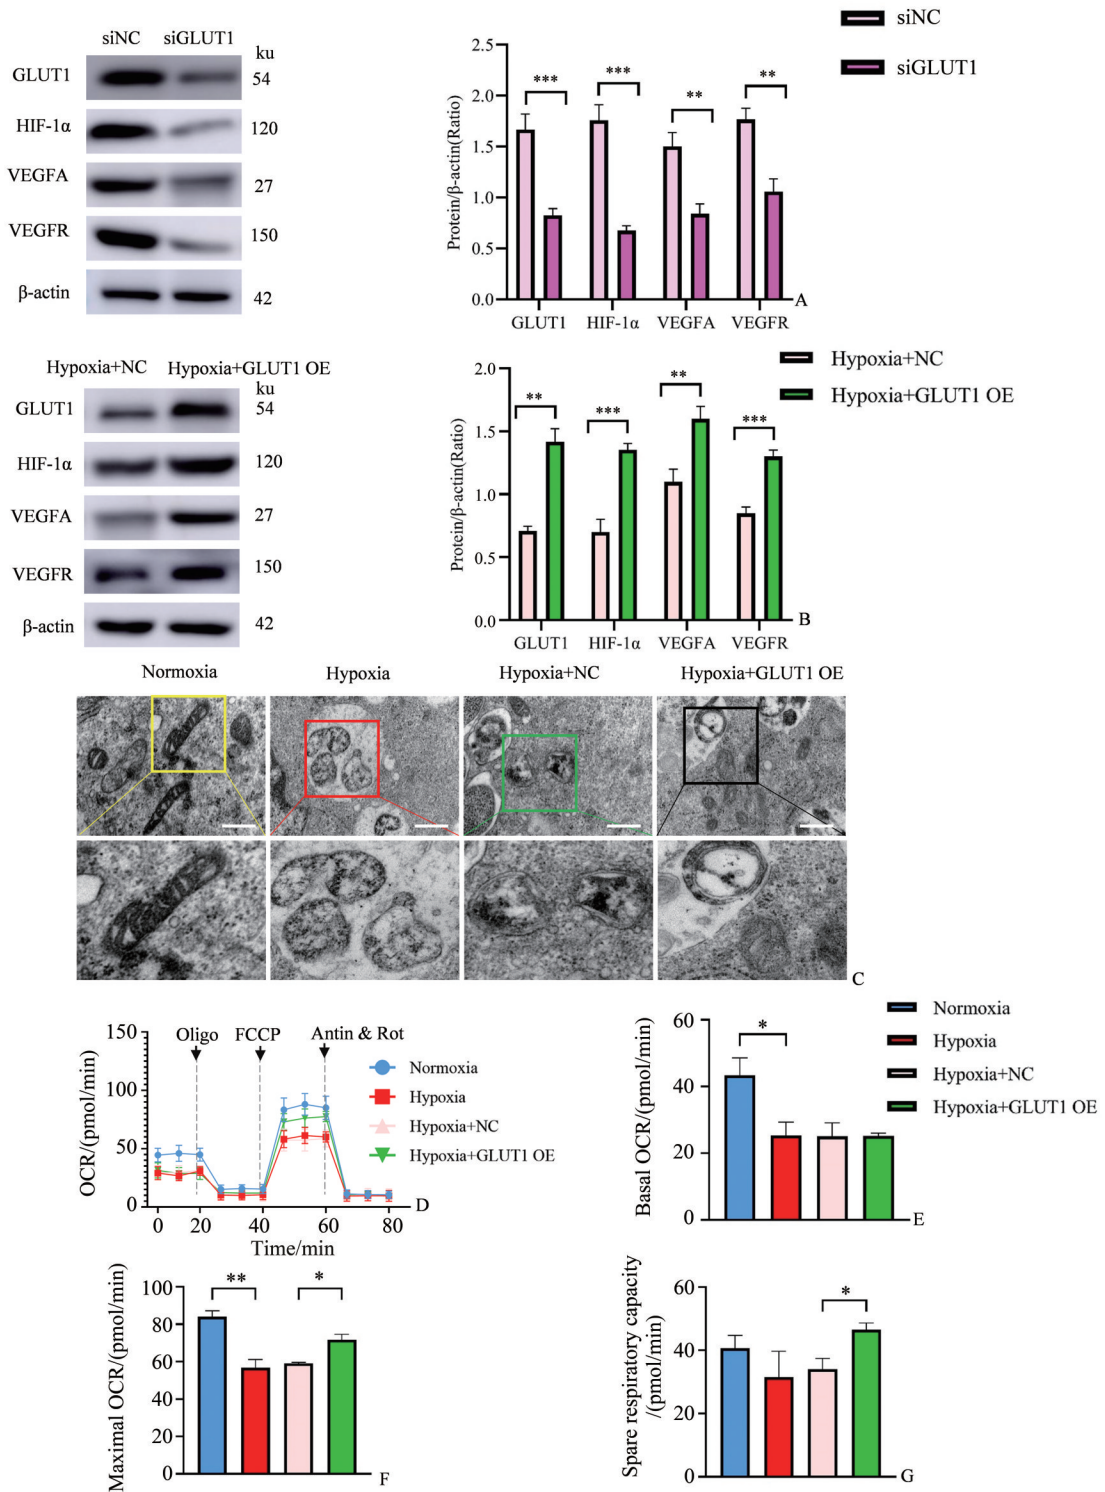 siNC siGLUT1
ku
GLUT1 54
HIF-1α 120
VEGFA 27
VEGFR 150
β-actin 42
siNC
siGLUT1
Protein/β-actin(Ratio)
2.5
2.0
1.5
1.0
0.5
0.0
*** *** ** **
GLUT1 HIF-1α VEGFA VEGFR
A
Hypoxia+NC Hypoxia+GLUT1 OE
ku
GLUT1 54
HIF-1α 120
VEGFA 27
VEGFR 150
β-actin 42
Hypoxia+NC
Hypoxia+GLUT1 OE
Protein/β-actin(Ratio)
2.0
1.5
1.0
0.5
0.0
** *** ** ***
GLUT1 HIF-1α VEGFA VEGFR
B
Normoxia Hypoxia Hypoxia+NC Hypoxia+GLUT1 OE
C
OCR/(pmol/min)
150
100
50
0
Oligo FCCP Antin & Rot
Normoxia
Hypoxia
Hypoxia+NC
Hypoxia+GLUT1 OE
0 20 40 60 80
Time/min
D
Basal OCR/(pmol/min)
60
40
20
0
*
Normoxia
Hypoxia
Hypoxia+NC
Hypoxia+GLUT1 OE
E
Maximal OCR/(pmol/min)
100
80
60
40
20
0
** *
F
Spare respiratory capacity
/(pmol/min)
60
40
20
0
*
G